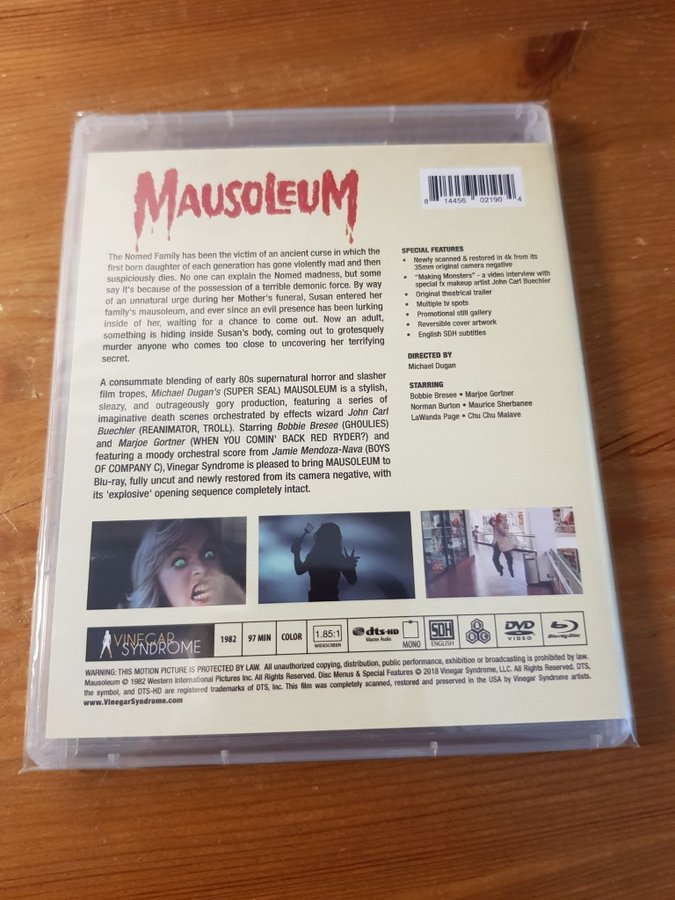 MAUSOLEUM
8 14456 02190 4
The Nomed Family has been the victim of an ancient curse in which the
first born daughter of each generation has gone violently mad and then
suspiciously dies. No one can explain the Nomed madness, but some
say it's because of the possession of a terrible demonic force. By way
of an unnatural urge during her Mother's funeral, Susan entered her
family's mausoleum, and ever since an evil presence has been lurking
inside of her, waiting for a chance to come out. Now an adult,
something is hiding inside Susan's body, coming out to grotesquely
murder anyone who comes too close to uncovering her terrifying
secret.
A consummate blending of early 80s supernatural horror and slasher
film tropes, Michael Dugan's (SUPER SEAL) MAUSOLEUM is a stylish,
sleazy, and outrageously gory production, featuring a series of
imaginative death scenes orchestrated by effects wizard John Carl
Buechler (REANIMATOR, TROLL). Starring Bobbie Bresee (GHOULIES)
and Marjoe Gortner (WHEN YOU COMIN' BACK RED RYDER?) and
featuring a moody orchestral score from Jamie Mendoza-Nava (BOYS
OF COMPANY C), Vinegar Syndrome is pleased to bring MAUSOLEUM to
Blu-ray, fully uncut and newly restored from its camera negative, with
its 'explosive' opening sequence completely intact.
SPECIAL FEATURES
• Newly scanned & restored in 4k from its
35mm original camera negative
• "Making Monsters" - a video interview with
special fx makeup artist John Carl Buechler
• Original theatrical trailer
• Multiple tv spots
• Promotional still gallery
• Reversible cover artwork
• English SDH subtitles
DIRECTED BY
Michael Dugan
STARRING
Bobbie Bresee • Marjoe Gortner
Norman Burton • Maurice Sherbanee
LaWanda Page • Chu Chu Malave
VINEGAR
SYNDROME
1982
97 MIN
COLOR
1.85:1
WIDESCREEN
dts-HD
Master Audio
MONO
SDH
ENGLISH
DVD
VIDEO
Blu-ray Disc
WARNING: THIS MOTION PICTURE IS PROTECTED BY LAW. All unauthorized copying, distribution, public performance, exhibition or broadcasting is prohibited by law.
Mausoleum © 1982 Western International Pictures Inc. All Rights Reserved. Disc Menus & Special Features © 2018 Vinegar Syndrome, LLC. All Rights Reserved. DTS,
the symbol, and DTS-HD are registered trademarks of DTS, Inc. This film was completely scanned, restored and preserved in the USA by Vinegar Syndrome artists.
www.VinegarSyndrome.com